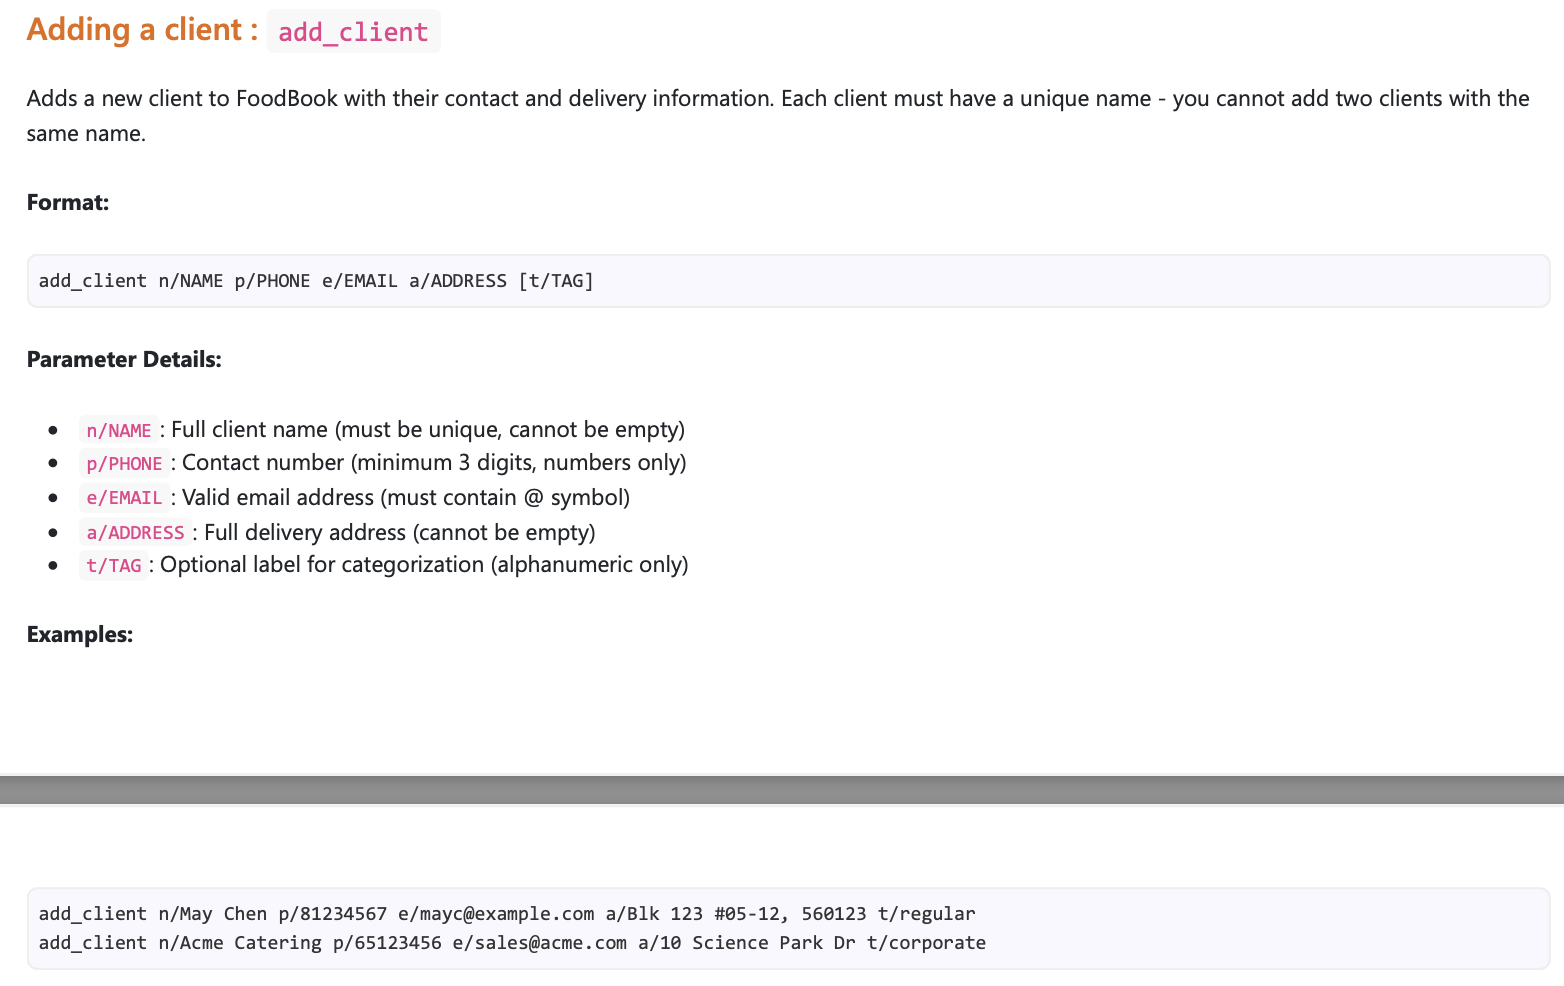 Adding a client : add_client
Adds a new client to FoodBook with their contact and delivery information. Each client must have a unique name - you cannot add two clients with the
same name.
Format:
add_client n/NAME p/PHONE e/EMAIL a/ADDRESS [t/TAG]
Parameter Details:
• n/NAME : Full client name (must be unique, cannot be empty)
• p/PHONE : Contact number (minimum 3 digits, numbers only)
• e/EMAIL : Valid email address (must contain @ symbol)
• a/ADDRESS : Full delivery address (cannot be empty)
• t/TAG : Optional label for categorization (alphanumeric only)
Examples:
add_client n/May Chen p/81234567 e/mayc@example.com a/Blk 123 #05-12, 560123 t/regular
add_client n/Acme Catering p/65123456 e/sales@acme.com a/10 Science Park Dr t/corporate